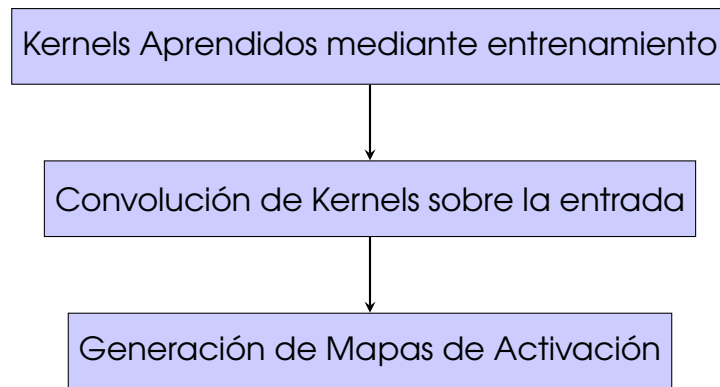 Kernels Aprendidos mediante entrenamiento
Convolución de Kernels sobre la entrada
Generación de Mapas de Activación